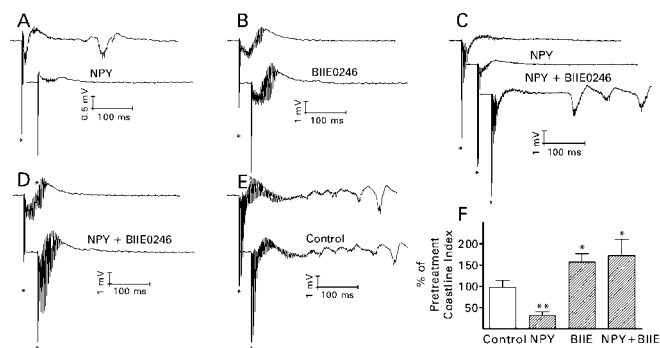 A
NPY
0.5 mV
100 ms
*
B
BIIE0246
1 mV
100 ms
*
C
NPY
NPY + BIIE0246
1 mV
100 ms
*
*
*
D
*
NPY + BIIE0246
1 mV
100 ms
*
*
E
Control
1 mV
100 ms
*
*
F
% of
Pretreatment
Coastline Index
200
150
100
50
**
*
*
Control NPY BIIE NPY+BIIE